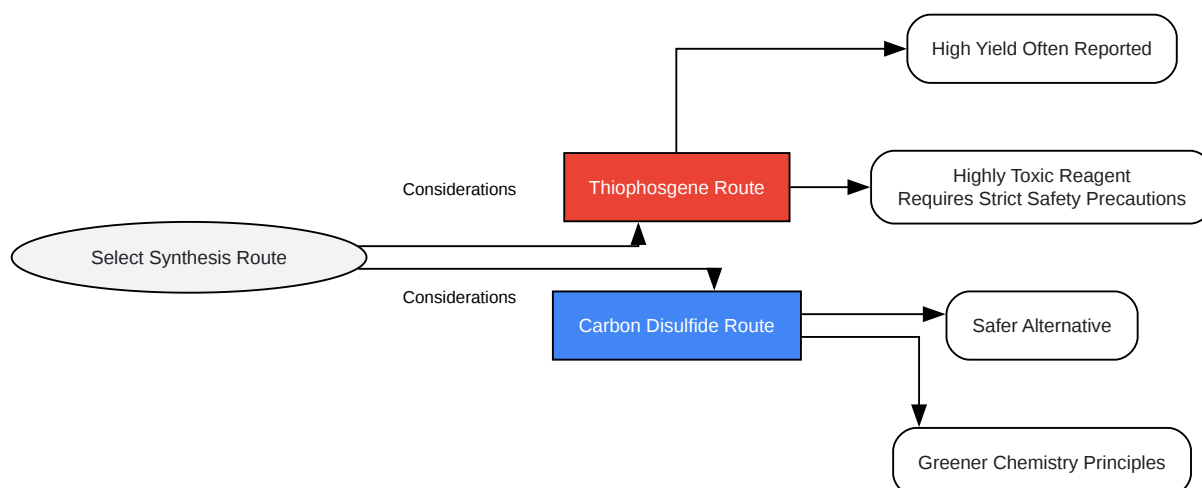 High Yield Often Reported
Considerations
Thiophosgene Route
Highly Toxic Reagent
Requires Strict Safety Precautions
Select Synthesis Route
Considerations
Carbon Disulfide Route
Safer Alternative
Greener Chemistry Principles